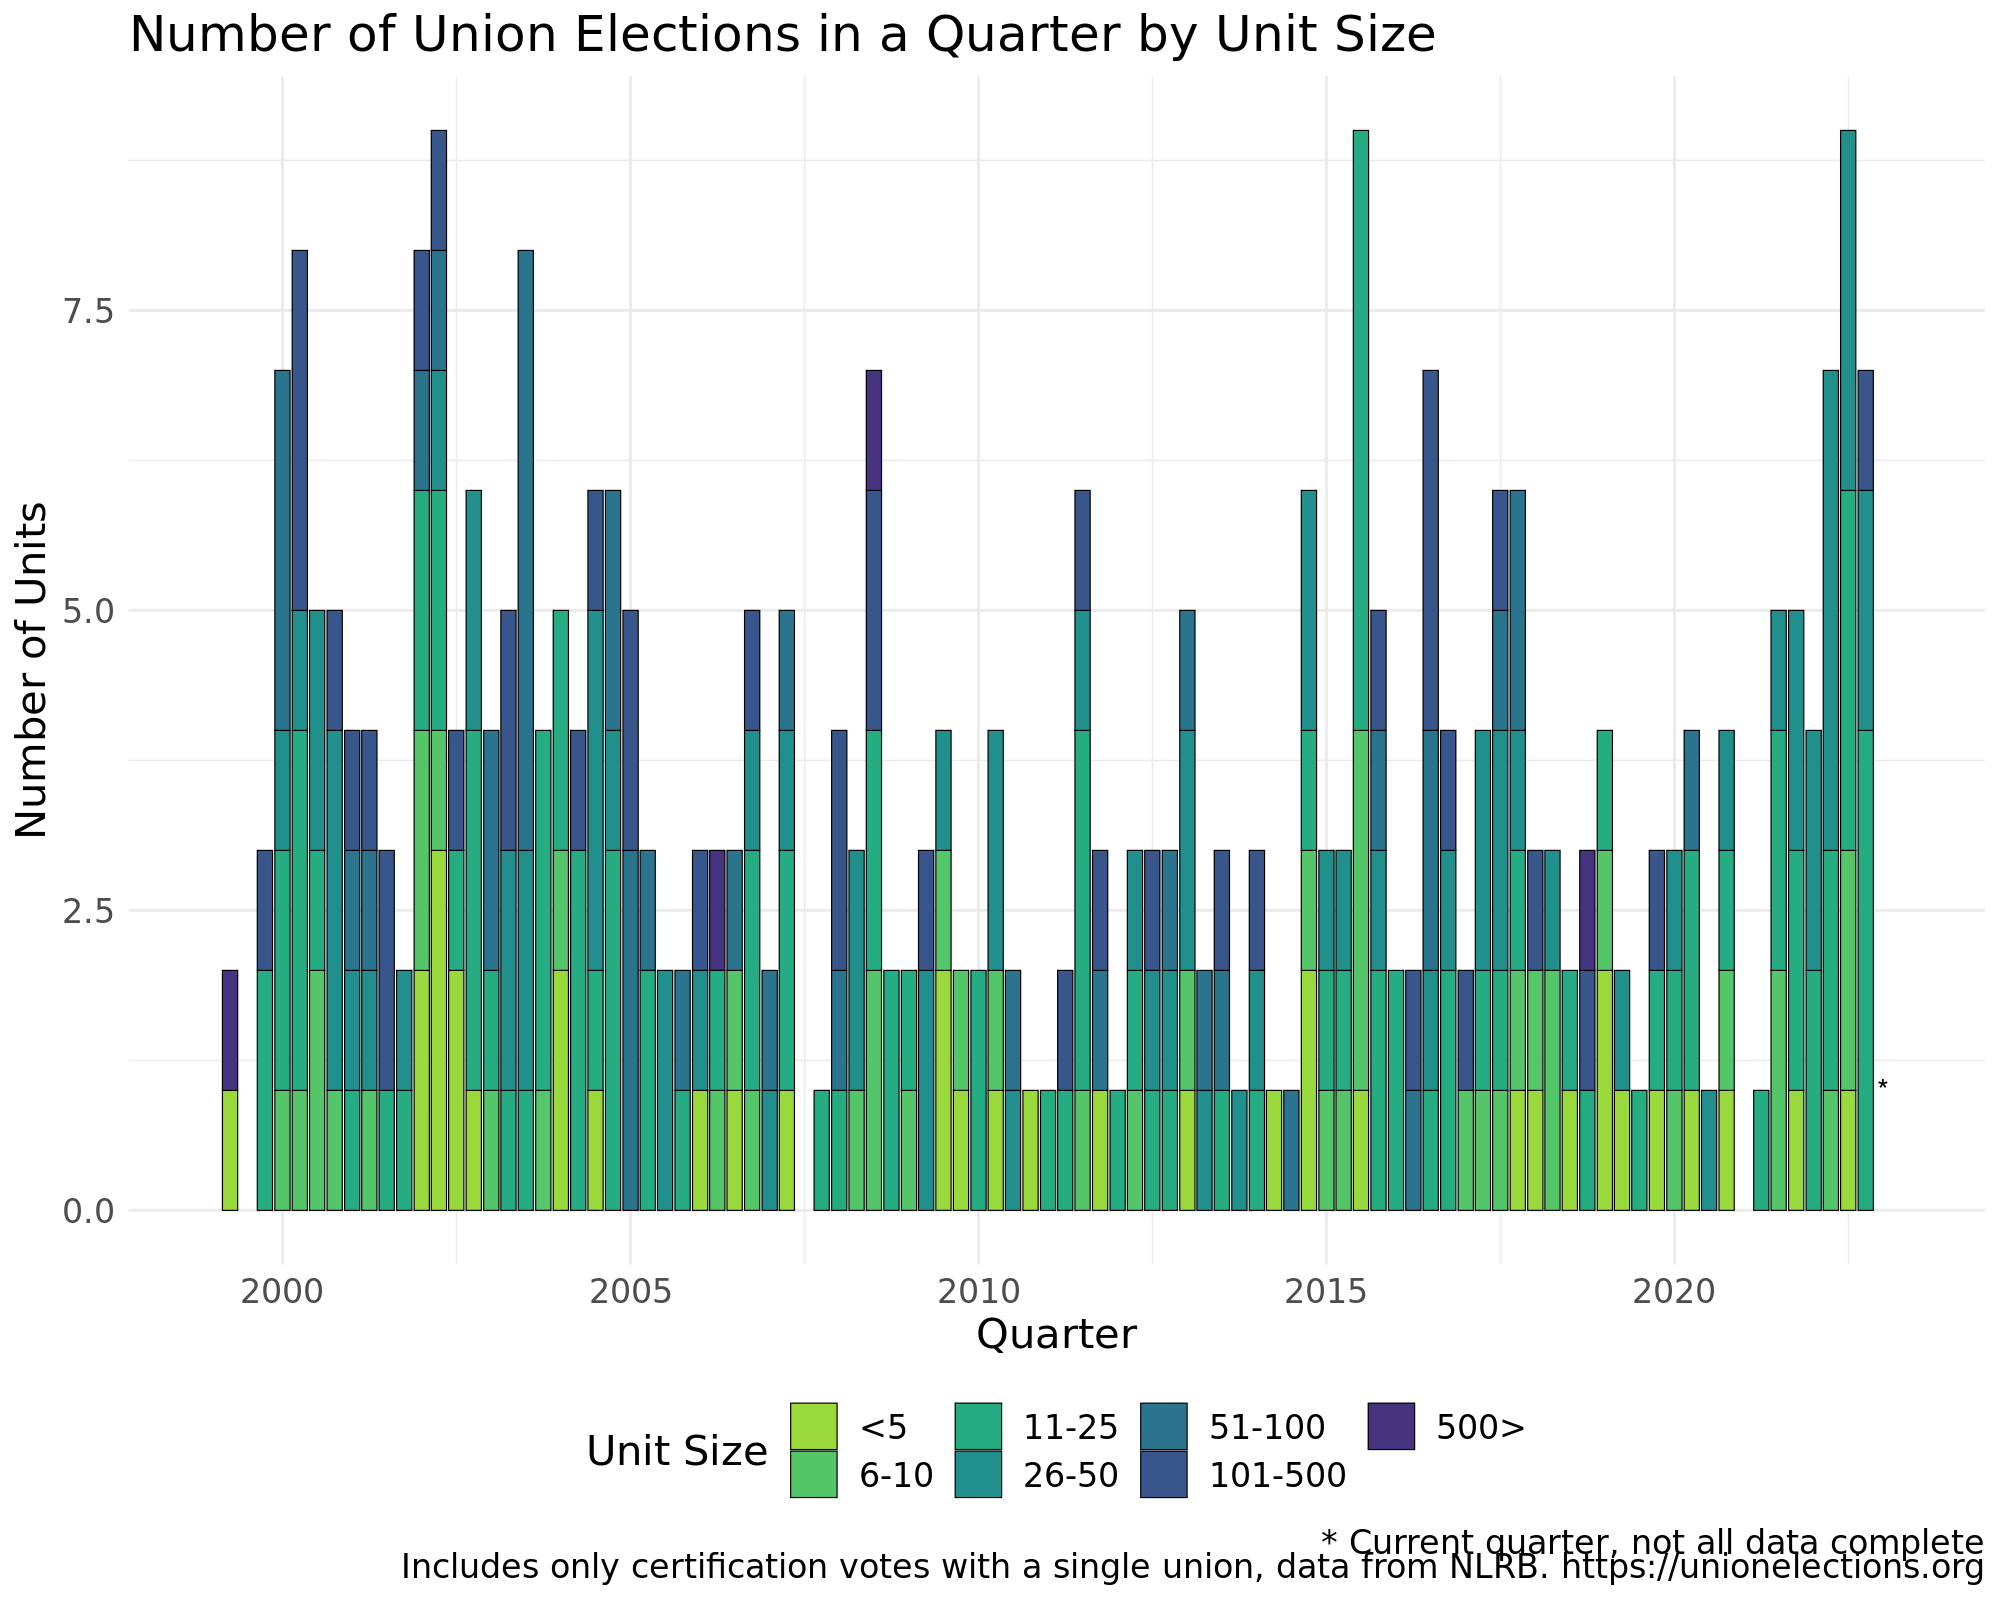 Number of Union Elections in a Quarter by Unit Size
Number of Units
7.5
5.0
2.5
0.0
*
2000 2005 2010 2015 2020
Quarter
Unit Size
<5 11-25 51-100 500>
6-10 26-50 101-500
* Current quarter, not all data complete
Includes only certification votes with a single union, data from NLRB. https://unionelections.org